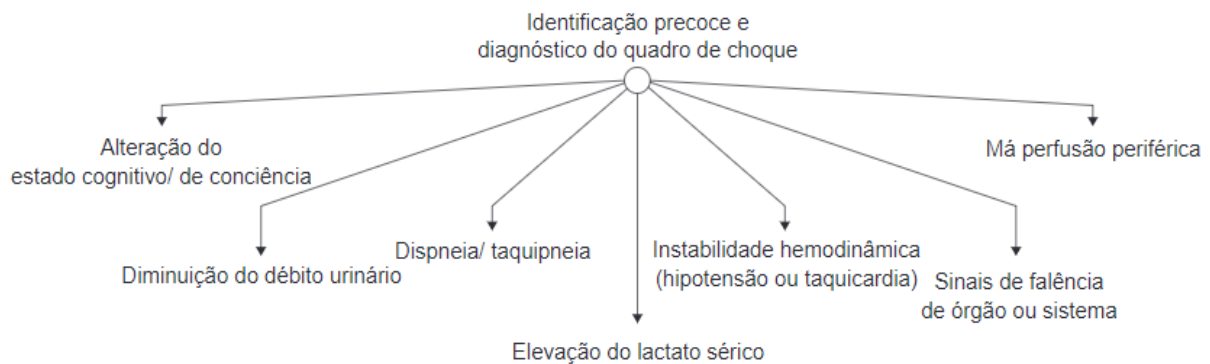 Identificação precoce e
diagnóstico do quadro de choque
Alteração do
estado cognitivo/ de conciência
Diminuição do débito urinário
Dispneia/ taquipneia
Elevação do lactato sérico
Instabilidade hemodinâmica
(hipotensão ou taquicardia)
Sinais de falência
de órgão ou sistema
Má perfusão periférica